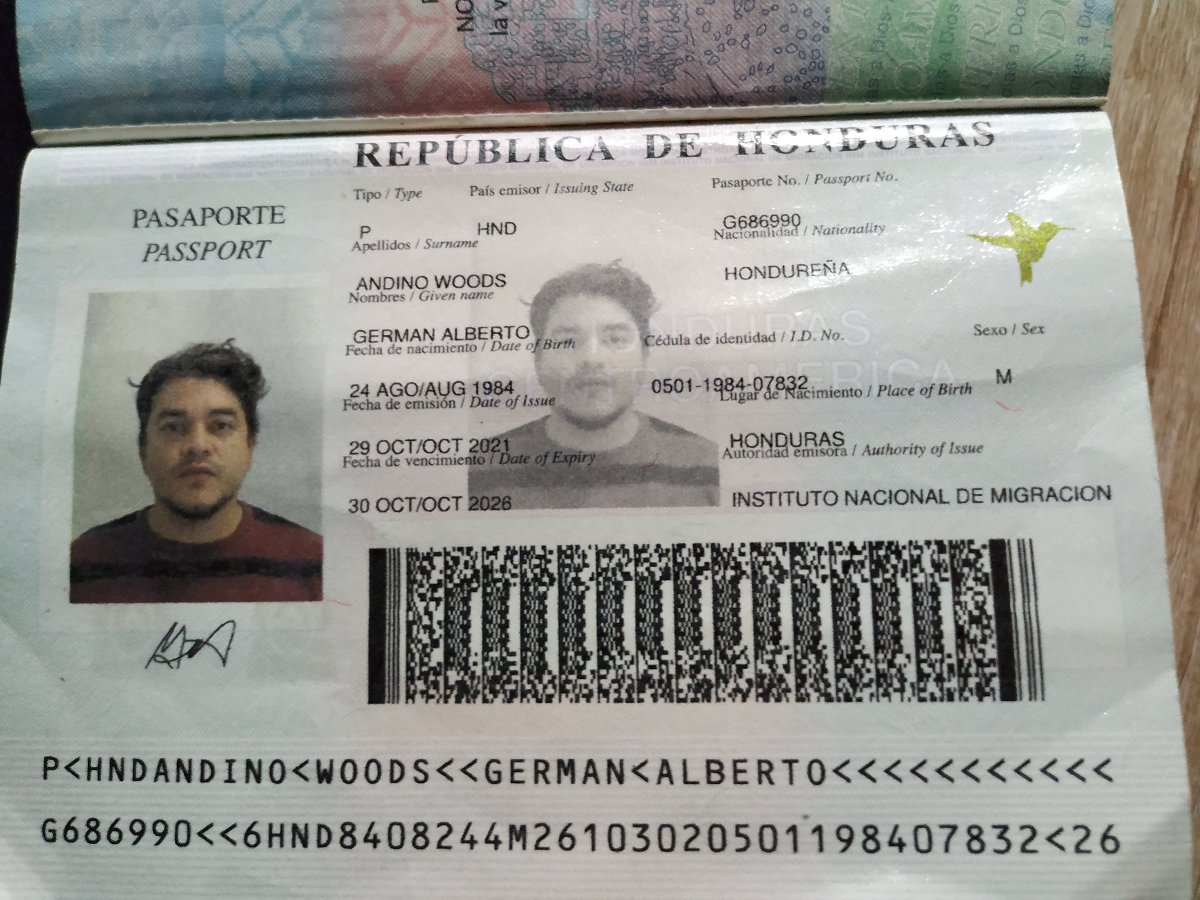 NO
la v
REPÚBLICA DE HONDURAS
PASAPORTE
PASSPORT
Tipo / Type
País emisor / Issuing State
Pasaporte No. / Passport No.
P
HND
G686990
Apellidos / Surname
Nacionalidad / Nationality
ANDINO WOODS
HONDUREÑA
Nombres / Given name
GERMAN ALBERTO
Fecha de nacimiento / Date of Birth
Cédula de identidad / I.D. No.
Sexo / Sex
24 AGO/AUG 1984
0501-1984-07832
M
Fecha de emisión / Date of Issue
Lugar de Nacimiento / Place of Birth
29 OCT/OCT 2021
HONDURAS
Fecha de vencimiento / Date of Expiry
Autoridad emisora / Authority of Issue
30 OCT/OCT 2026
INSTITUTO NACIONAL DE MIGRACION
HONDURAS
CENTROAMERICA
P<HNDANDINO<WOODS<<GERMAN<ALBERTO<<<<<<<<<<<
G686990<<6HND8408244M2610302050119840​7832<26